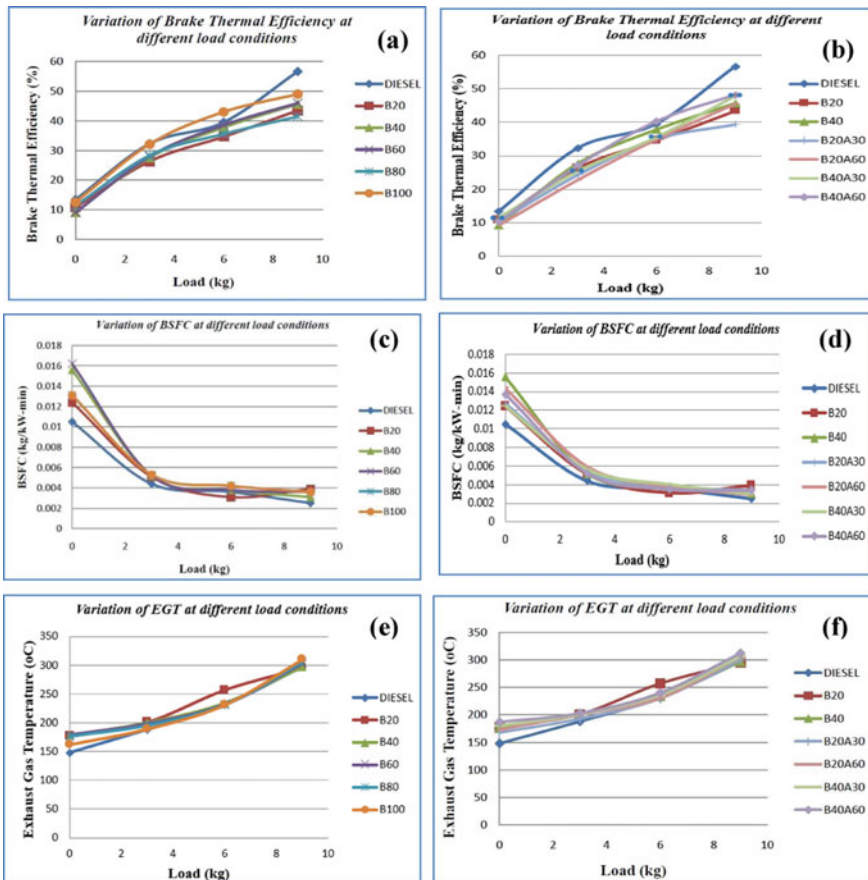 Variation of Brake Thermal Efficiency at
different load conditions
(a)
Brake Thermal Efficiency (%)
60
50
40
30
20
10
0
0 2 4 6 8 10
Load (kg)
DIESEL
B20
B40
B60
B80
B100
Variation of Brake Thermal Efficiency at different
load conditions
(b)
Brake Thermal Efficiency (%)
60
50
40
30
20
10
0
0 2 4 6 8 10
Load (kg)
DIESEL
B20
B40
B20A30
B20A60
B40A30
B40A60
Variation of BSFC at different load conditions
(c)
BSFC (kg/kW-min)
0.018
0.016
0.014
0.012
0.01
0.008
0.006
0.004
0.002
0
0 2 4 6 8 10
Load (kg)
DIESEL
B20
B40
B60
B80
B100
Variation of BSFC at different load conditions
(d)
BSFC (kg/kW-min)
0.018
0.016
0.014
0.012
0.01
0.008
0.006
0.004
0.002
0
0 2 4 6 8 10
Load (kg)
DIESEL
B20
B40
B20A30
B20A60
B40A30
B40A60
Variation of EGT at different load conditions
(e)
Exhaust Gas Temperature (oC)
350
300
250
200
150
100
50
0
0 2 4 6 8 10
Load (kg)
DIESEL
B20
B40
B60
B80
B100
Variation of EGT at different load conditions
(f)
Exhaust Gas Temperature (oC)
350
300
250
200
150
100
50
0
0 2 4 6 8 10
Load (kg)
DIESEL
B20
B40
B20A30
B20A60
B40A30
B40A60